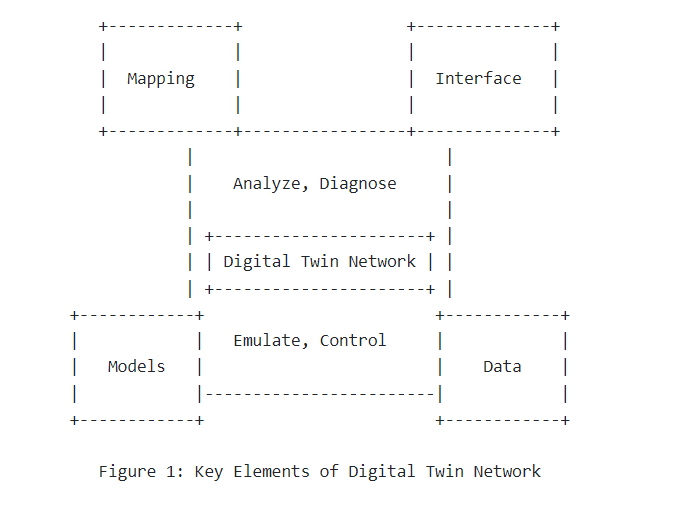 Mapping Interface
Analyze, Diagnose
Digital Twin Network
Emulate, Control
Models Data
Figure 1: Key Elements of Digital Twin Network